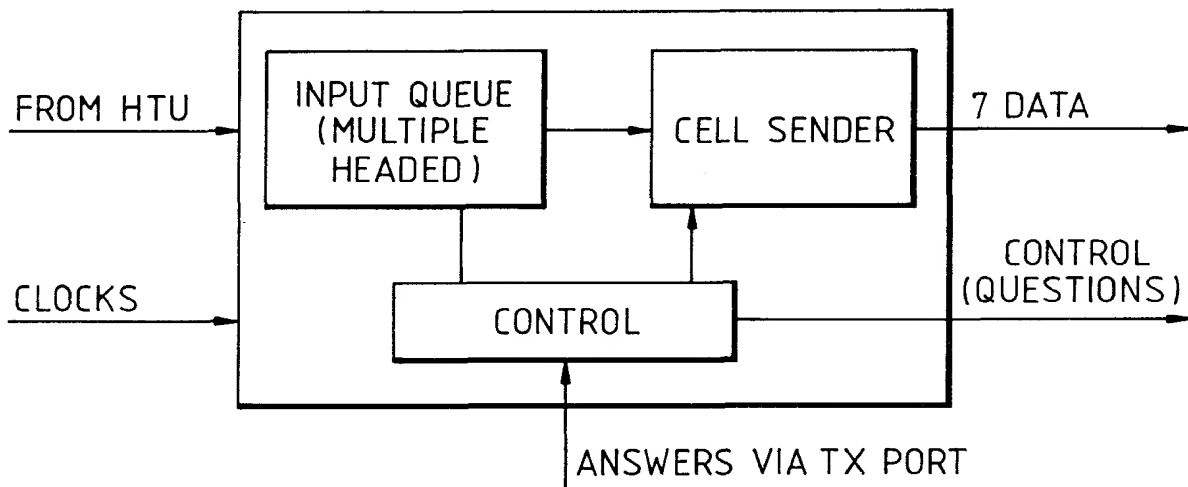 FROM HTU
INPUT QUEUE
(MULTIPLE
HEADED)
CELL SENDER
7 DATA
CLOCKS
CONTROL
CONTROL
(QUESTIONS)
ANSWERS VIA TX PORT